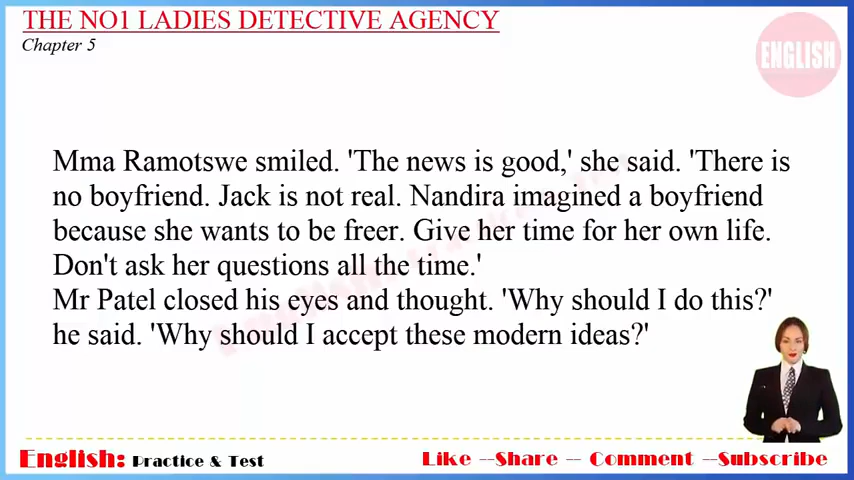 THE NO1 LADIES DETECTIVE AGENCY
Chapter 5
ENGLISH
Mma Ramotswe smiled. 'The news is good,' she said. 'There is
no boyfriend. Jack is not real. Nandira imagined a boyfriend
because she wants to be freer. Give her time for her own life.
Don't ask her questions all the time.'
Mr Patel closed his eyes and thought. 'Why should I do this?'
he said. 'Why should I accept these modern ideas?'
English: Practice & Test
Like --Share -- Comment --Subscribe